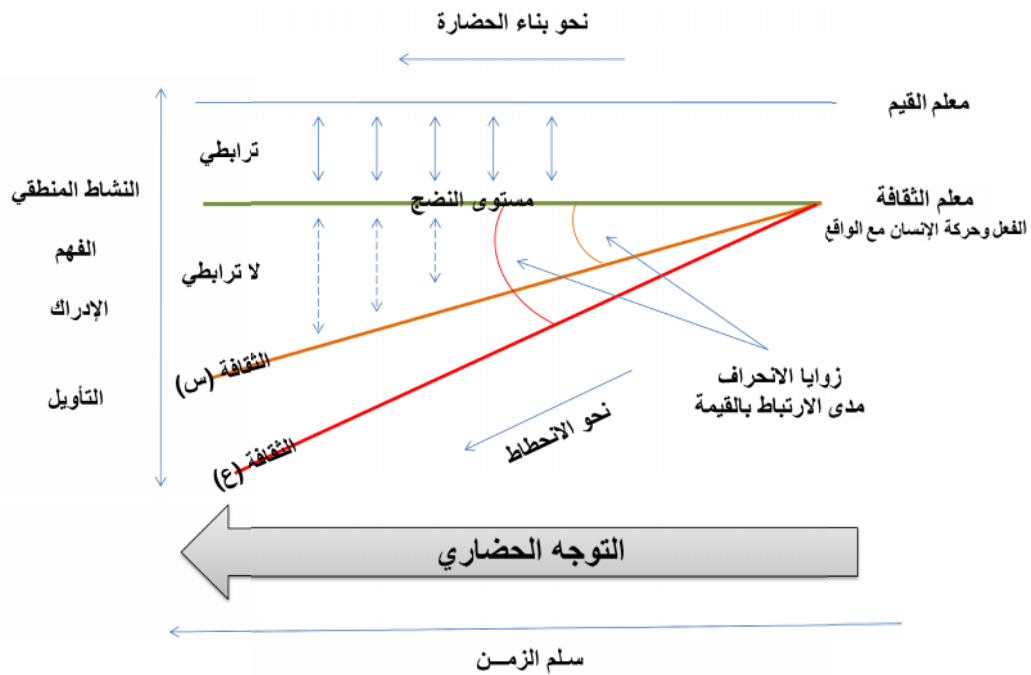 نحو بناء الحضارة
معلم القيم
ترابطي
النشاط المنطقي
مستوى النضج
معلم الثقافة
الفعل وحركة الإنسان مع الواقع
الفهم
لا ترابطي
الإدراك
الثقافة (س)
زوايا الانحراف
مدى الارتباط بالقيمة
التأويل
نحو الانحطاط
الثقافة (ع)
التوجه الحضاري
سلم الزمــن